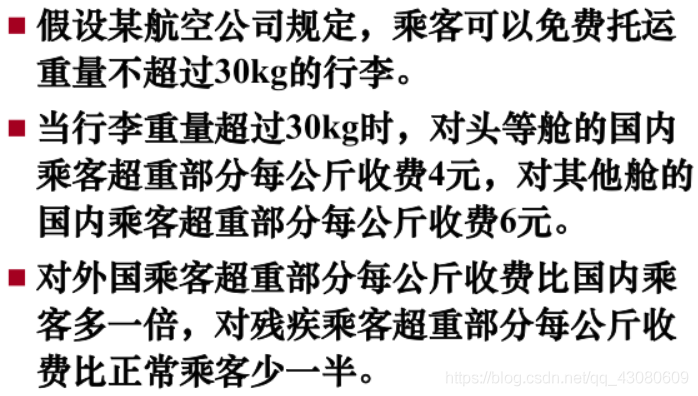 ■ 假设某航空公司规定，乘客可以免费托运
重量不超过30kg的行李。
■ 当行李重量超过30kg时，对头等舱的国内
乘客超重部分每公斤收费4元，对其他舱的
国内乘客超重部分每公斤收费6元。
■ 对外国乘客超重部分每公斤收费比国内乘
客多一倍，对残疾乘客超重部分每公斤收
费比正常乘客少一半。
https://blog.csdn.net/qq_43080609